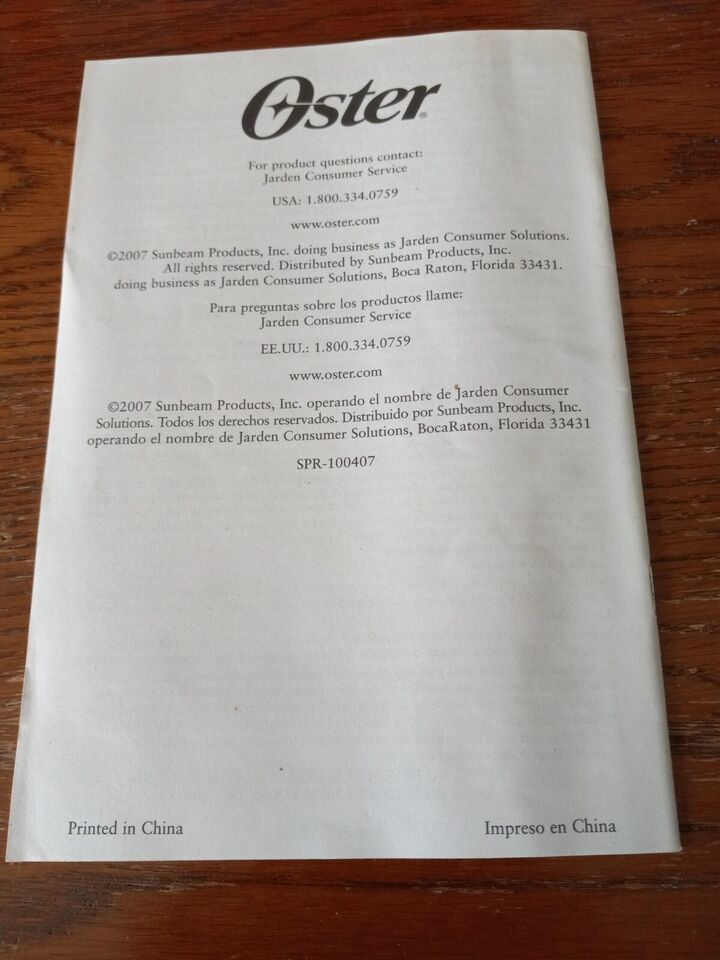 Oster®
For product questions contact:
Jarden Consumer Service
USA: 1.800.334.0759
www.oster.com
©2007 Sunbeam Products, Inc. doing business as Jarden Consumer Solutions.
All rights reserved. Distributed by Sunbeam Products, Inc.
doing business as Jarden Consumer Solutions, Boca Raton, Florida 33431.
Para preguntas sobre los productos llame:
Jarden Consumer Service
EE.UU.: 1.800.334.0759
www.oster.com
©2007 Sunbeam Products, Inc. operando el nombre de Jarden Consumer
Solutions. Todos los derechos reservados. Distribuido por Sunbeam Products, Inc.
operando el nombre de Jarden Consumer Solutions, BocaRaton, Florida 33431
SPR-100407
Printed in China Impreso en China